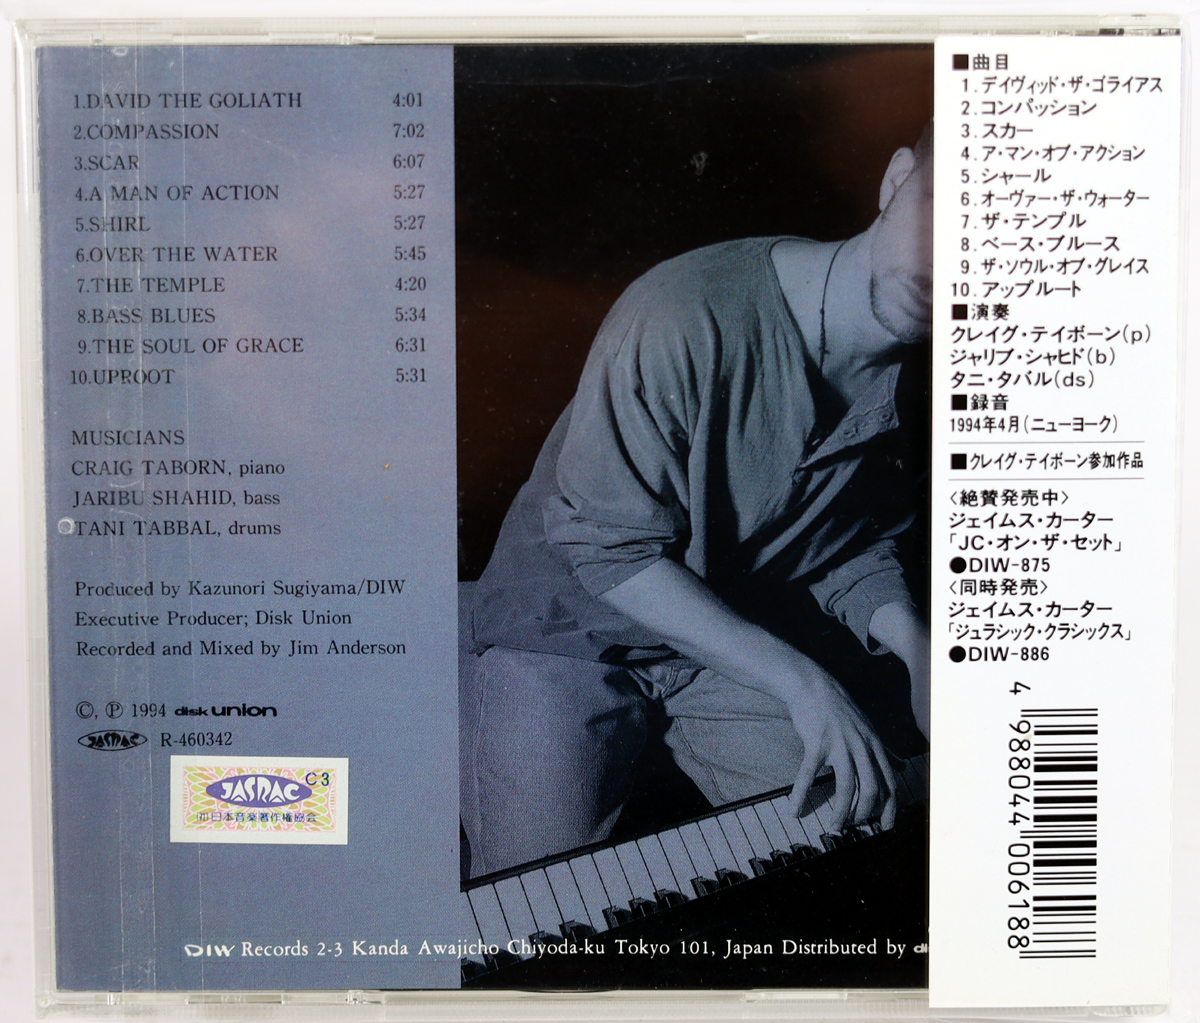 1.DAVID THE GOLIATH 4:01
2.COMPASSION 7:02
3.SCAR 6:07
4.A MAN OF ACTION 5:27
5.SHIRL 5:27
6.OVER THE WATER 5:45
7.THE TEMPLE 4:20
8.BASS BLUES 5:34
9.THE SOUL OF GRACE 6:31
10.UPROOT 5:31
MUSICIANS
CRAIG TABORN, piano
JARIBU SHAHID, bass
TANI TABBAL, drums
Produced by Kazunori Sugiyama/DIW
Executive Producer; Disk Union
Recorded and Mixed by Jim Anderson
©, ℗ 1994 disk union
JASRAC R-460342
JASRAC C3
(社)日本音楽著作権協会
DIW Records 2-3 Kanda Awajicho Chiyoda-ku Tokyo 101, Japan Distributed by
■曲目
1.デイヴィッド・ザ・ゴライアス
2.コンパッション
3.スカー
4.ア・マン・オブ・アクション
5.シャール
6.オーヴァー・ザ・ウォーター
7.ザ・テンプル
8.ベース・ブルース
9.ザ・ソウル・オブ・グレイス
10.アップルート
■演奏
クレイグ・テイボーン(p)
ジャリブ・シャヒド(b)
タニ・タバル(ds)
■録音
1994年4月(ニューヨーク)
■クレイグ・テイボーン参加作品
〈絶賛発売中〉
ジェイムス・カーター
「JC・オン・ザ・セット」
●DIW-875
〈同時発売〉
ジェイムス・カーター
「ジュラシック・クラシックス」
●DIW-886
4 988044 006188